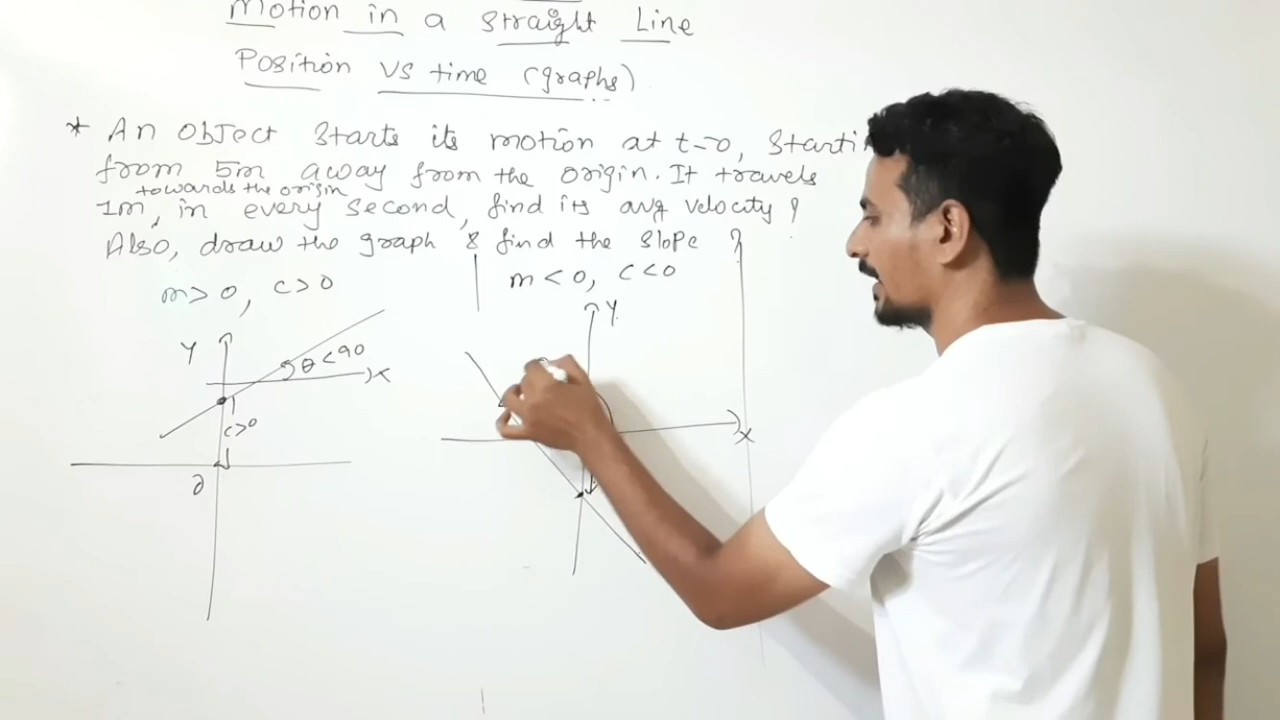 Motion in a Straight Line
Position vs time (graphs)
* An object starts its motion at t=0,
from 5m away from the origin. It travels
towards the origin
1m, in every second, find its avg velocity ?
Also, draw the graph & find the slope ?
m > 0, c > 0
m < 0, c < 0
Y
Y
θ < 90
X
c>0
X